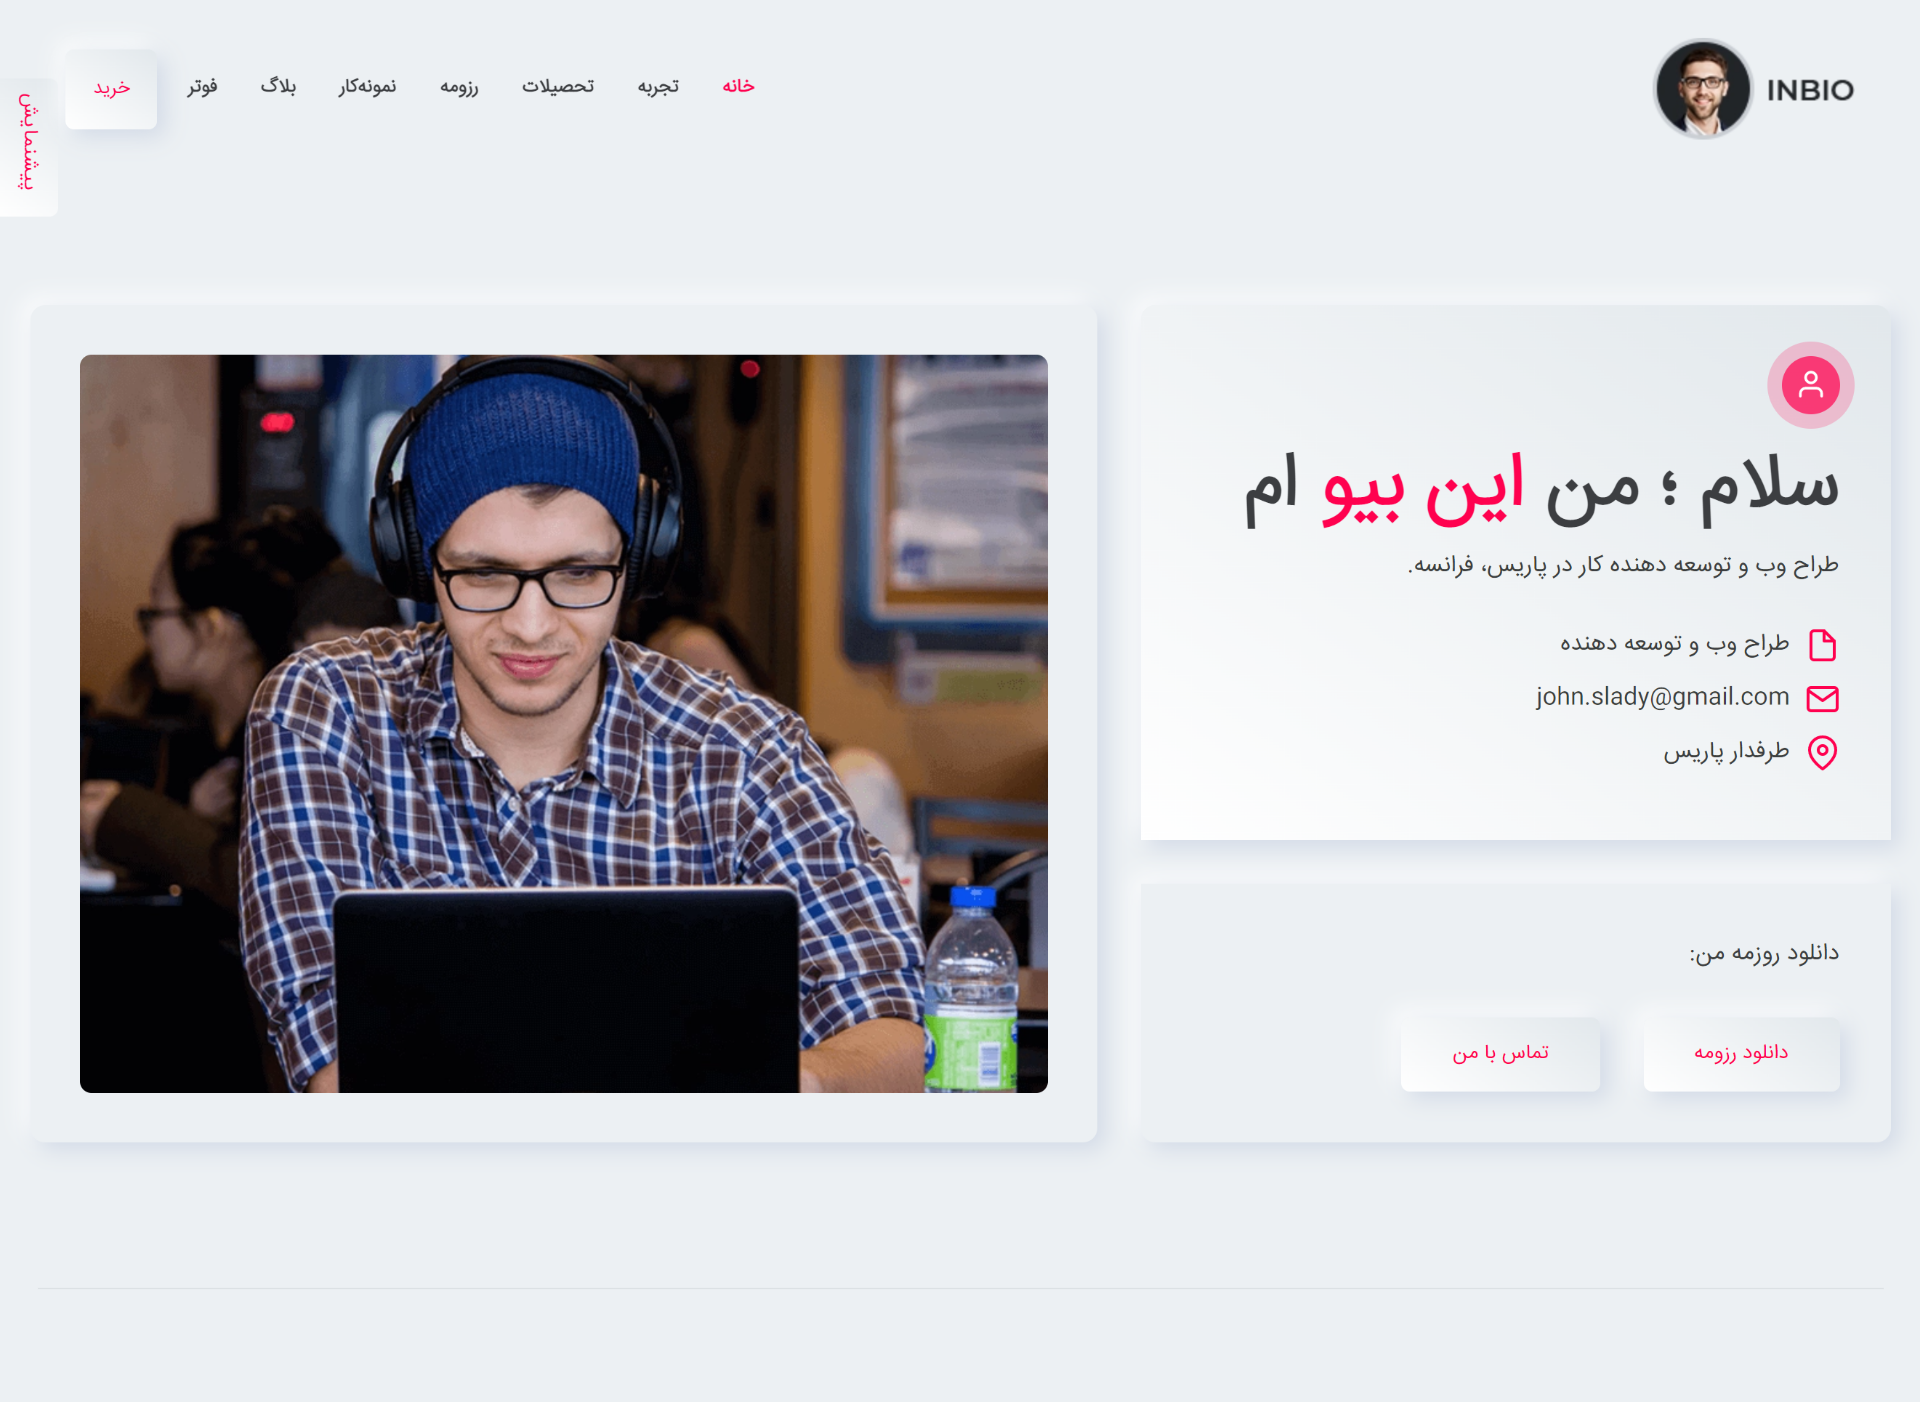 INBIO
خانه
تجربه
تحصیلات
رزومه
نمونه‌کار
بلاگ
فوتر
خرید
پیشنمایش
سلام ؛ من این بیو ام
طراح وب و توسعه دهنده کار در پاریس، فرانسه.
طراح وب و توسعه دهنده
john.slady@gmail.com
طرفدار پاریس
دانلود روزمه من:
دانلود رزومه
تماس با من